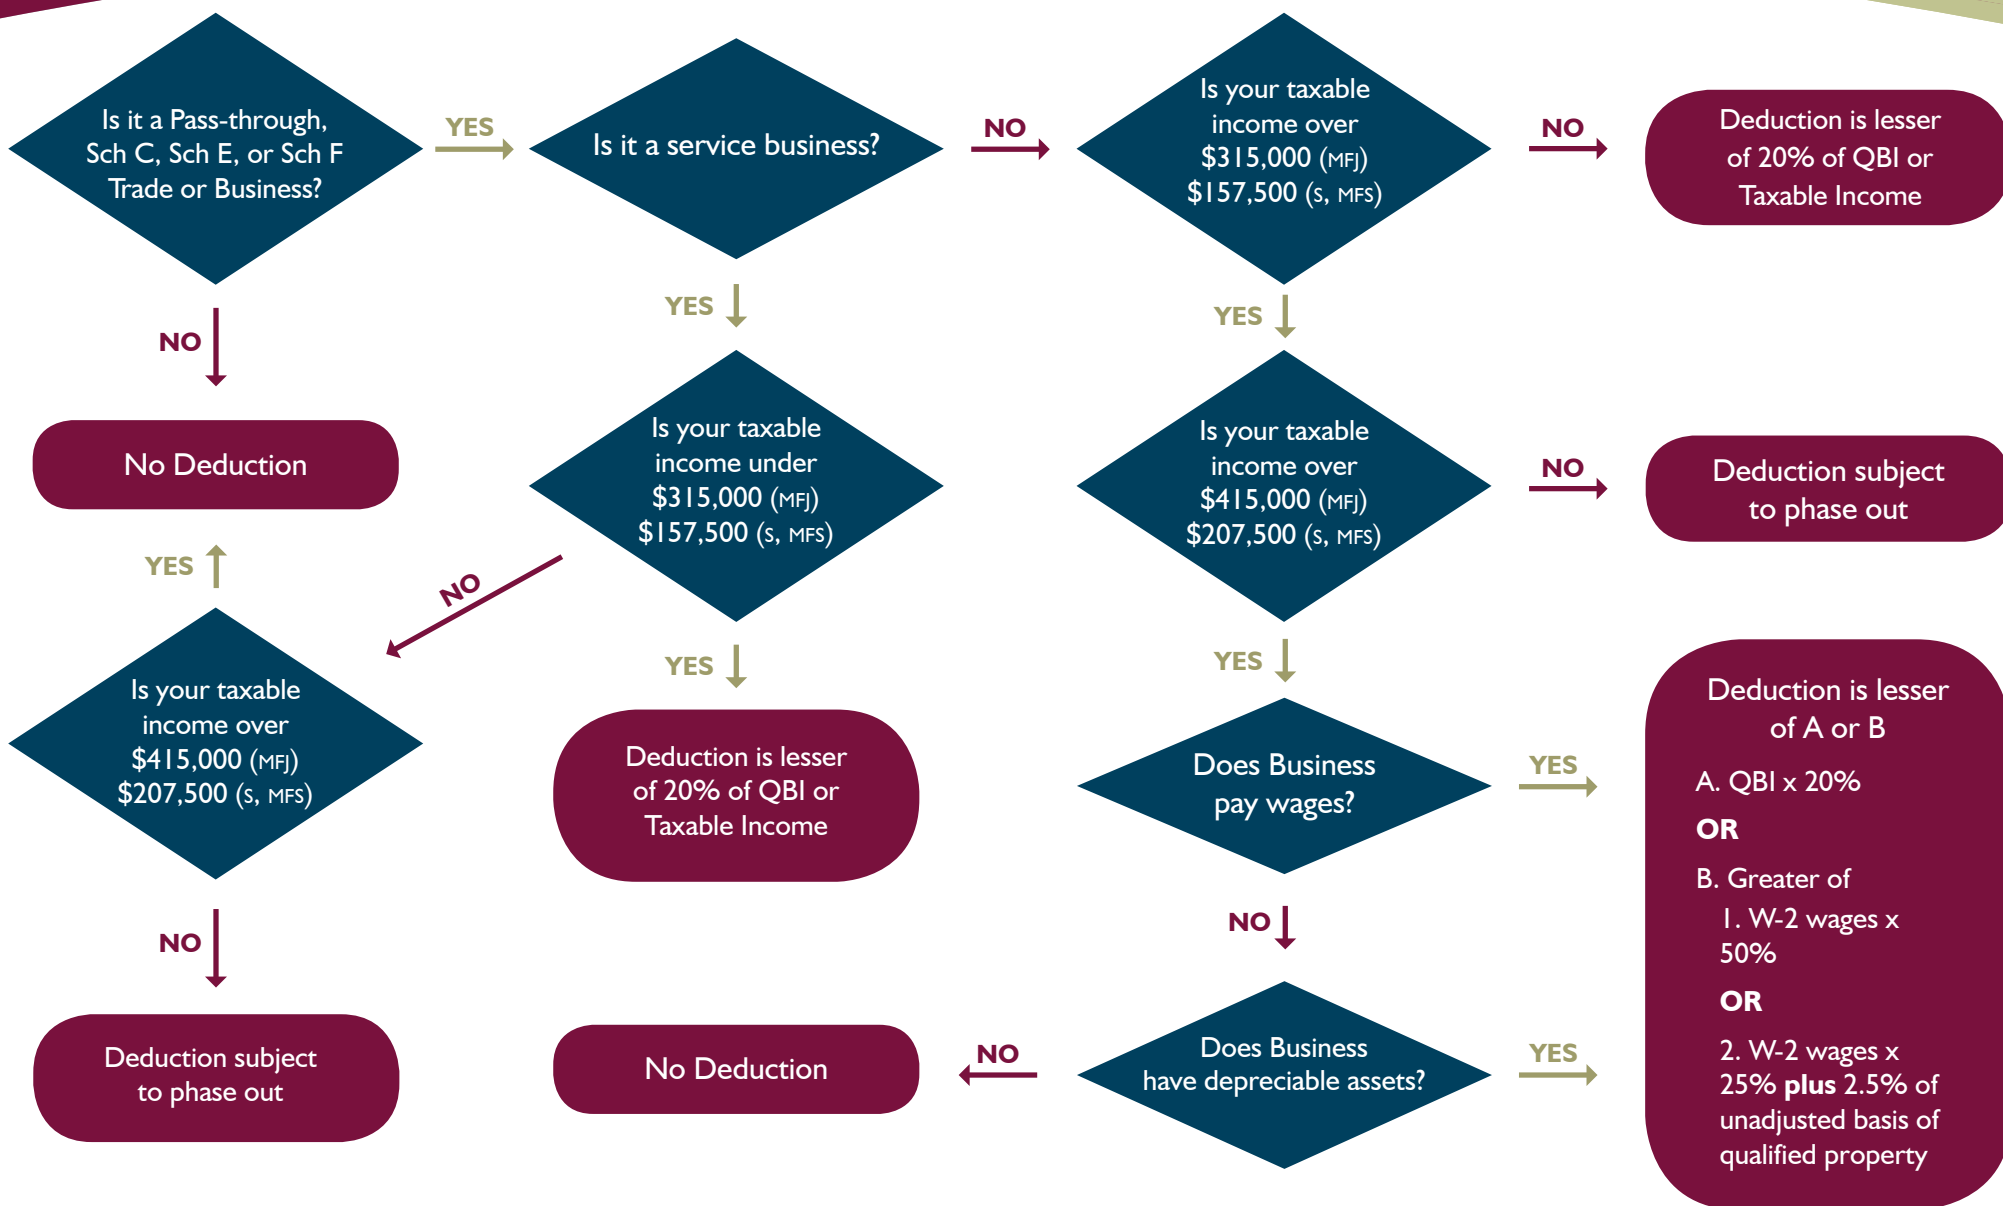 Is it a Pass-through,
Sch C, Sch E, or Sch F
Trade or Business?
YES
Is it a service business?
NO
Is your taxable
income over
$315,000 (MFJ)
$157,500 (S, MFS)
NO
Deduction is lesser
of 20% of QBI or
Taxable Income
NO
YES
YES
No Deduction
Is your taxable
income under
$315,000 (MFJ)
$157,500 (S, MFS)
Is your taxable
income over
$415,000 (MFJ)
$207,500 (S, MFS)
NO
Deduction subject
to phase out
YES
NO
YES
YES
Is your taxable
income over
$415,000 (MFJ)
$207,500 (S, MFS)
Deduction is lesser
of 20% of QBI or
Taxable Income
Does Business
pay wages?
YES
Deduction is lesser
of A or B
A. QBI x 20%
OR
B. Greater of
1. W-2 wages x
50%
OR
2. W-2 wages x
25% plus 2.5% of
unadjusted basis of
qualified property
NO
NO
Deduction subject
to phase out
No Deduction
NO
Does Business
have depreciable assets?
YES